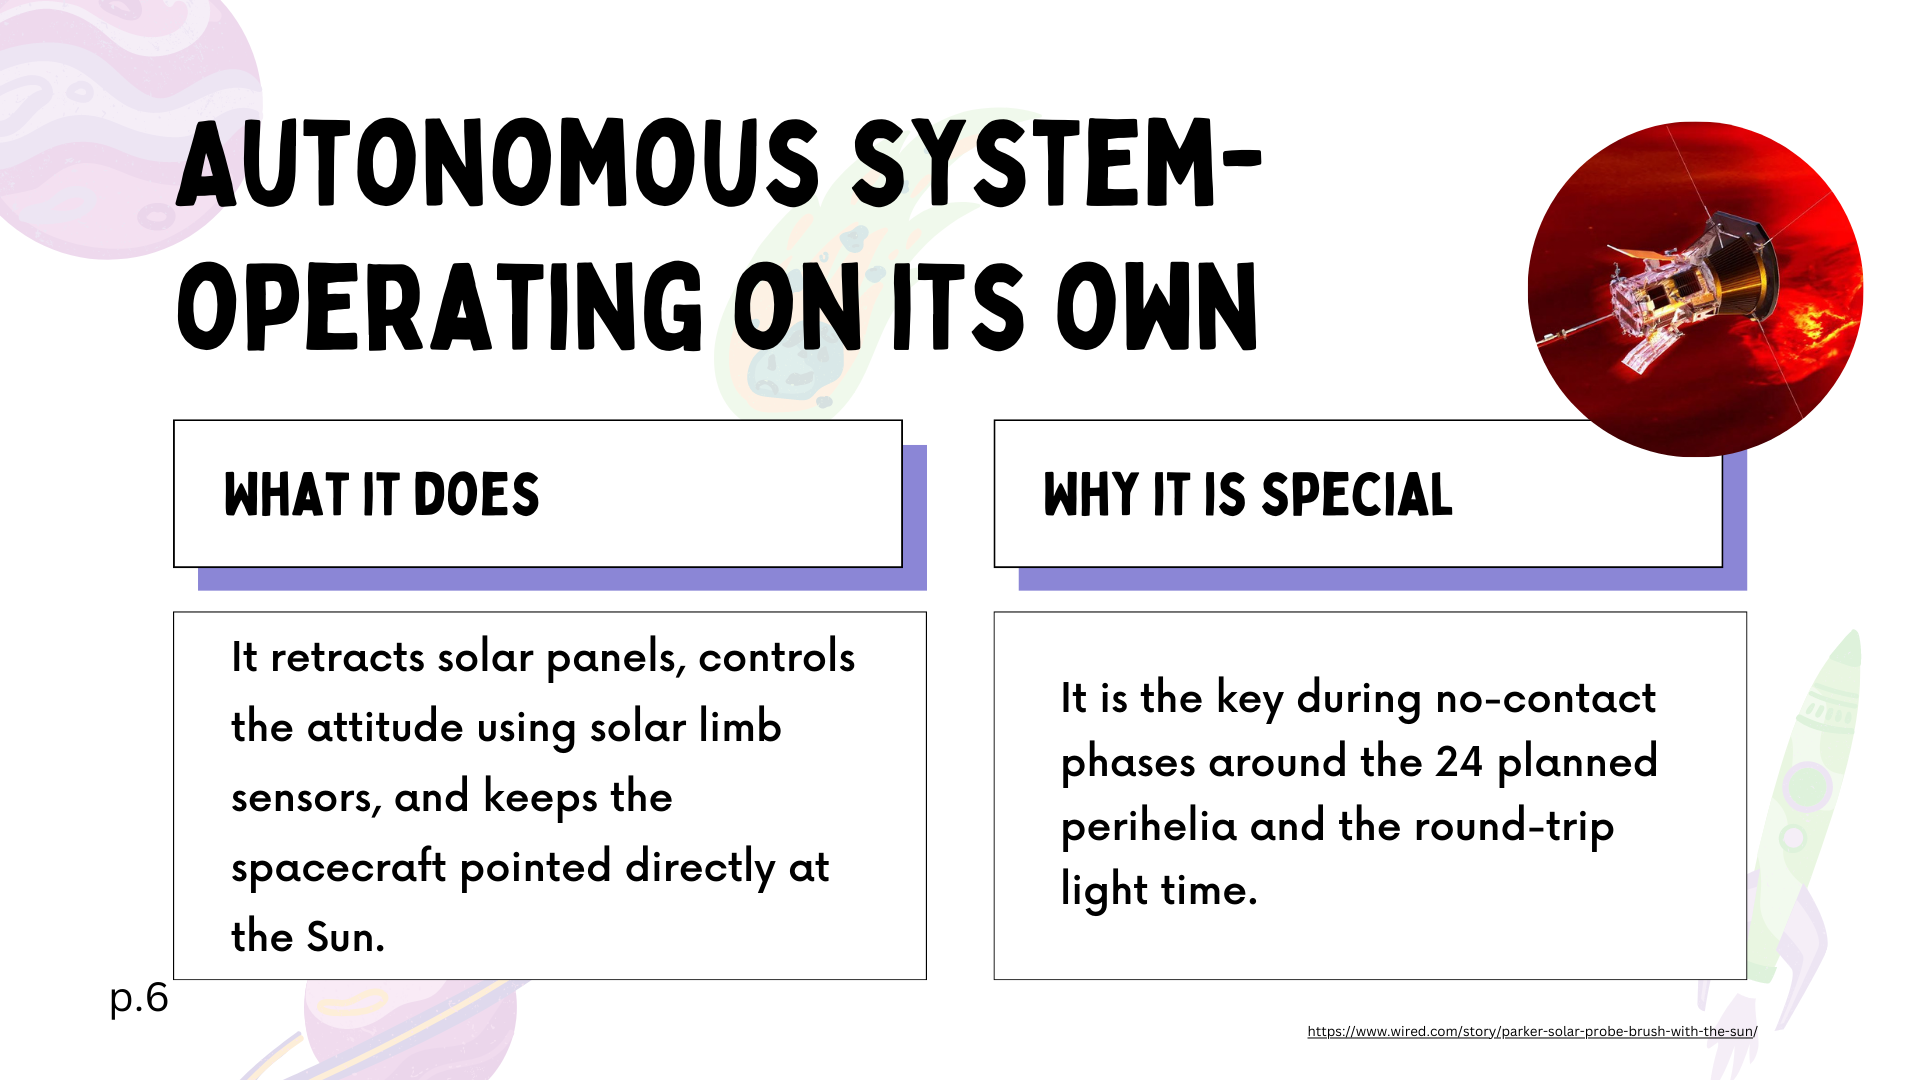 AUTONOMOUS SYSTEM-
OPERATING ON ITS OWN
WHAT IT DOES
It retracts solar panels, controls
the attitude using solar limb
sensors, and keeps the
spacecraft pointed directly at
the Sun.
WHY IT IS SPECIAL
It is the key during no-contact
phases around the 24 planned
perihelia and the round-trip
light time.
p.6
https://www.wired.com/story/parker-solar-probe-brush-with-the-sun/